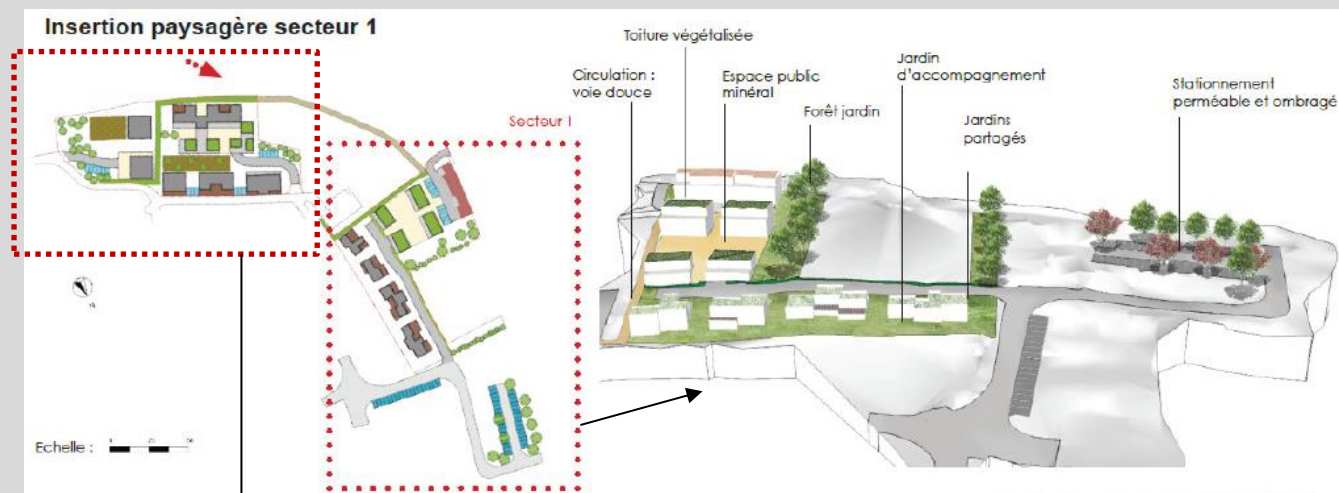 Insertion paysagère secteur 1
Toiture végétalisée
Circulation :
voie douce
Espace public
minéral
Forêt jardin
Jardin
d'accompagnement
Jardins
partagés
Stationnement
perméable et ombragé
Secteur 1
N
Echelle :
0